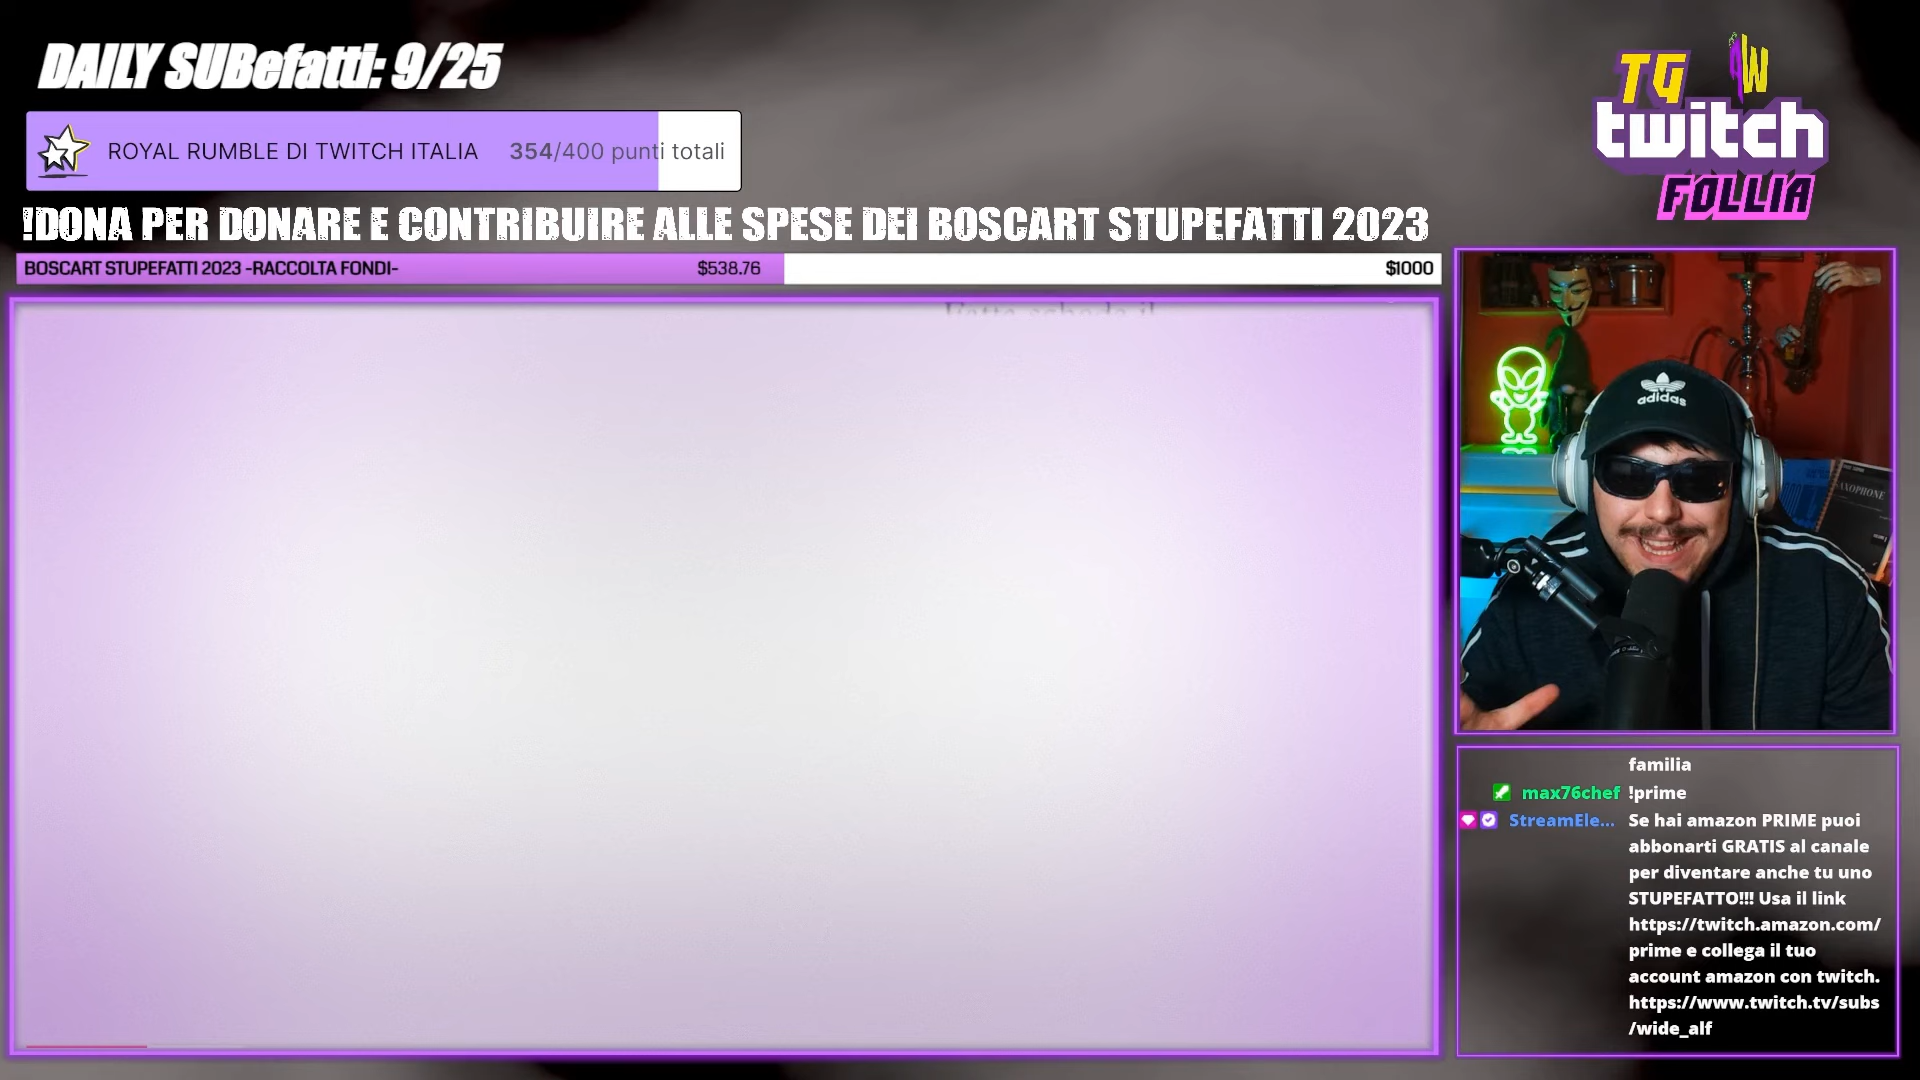 DAILY SUBefatti: 9/25
ROYAL RUMBLE DI TWITCH ITALIA 354/400 punti totali
!DONA PER DONARE E CONTRIBUIRE ALLE SPESE DEI BOSCART STUPEFATTI 2023
BOSCART STUPEFATTI 2023 -RACCOLTA FONDI- $538.76 $1000
TG AW
twitch
FOLLIA
adidas
SAXOPHONE
familia
max76chef !prime
StreamEle... Se hai amazon PRIME puoi
abbonarti GRATIS al canale
per diventare anche tu uno
STUPEFATTO!!! Usa il link
https://twitch.amazon.com/
prime e collega il tuo
account amazon con twitch.
https://www.twitch.tv/subs
/wide_alf